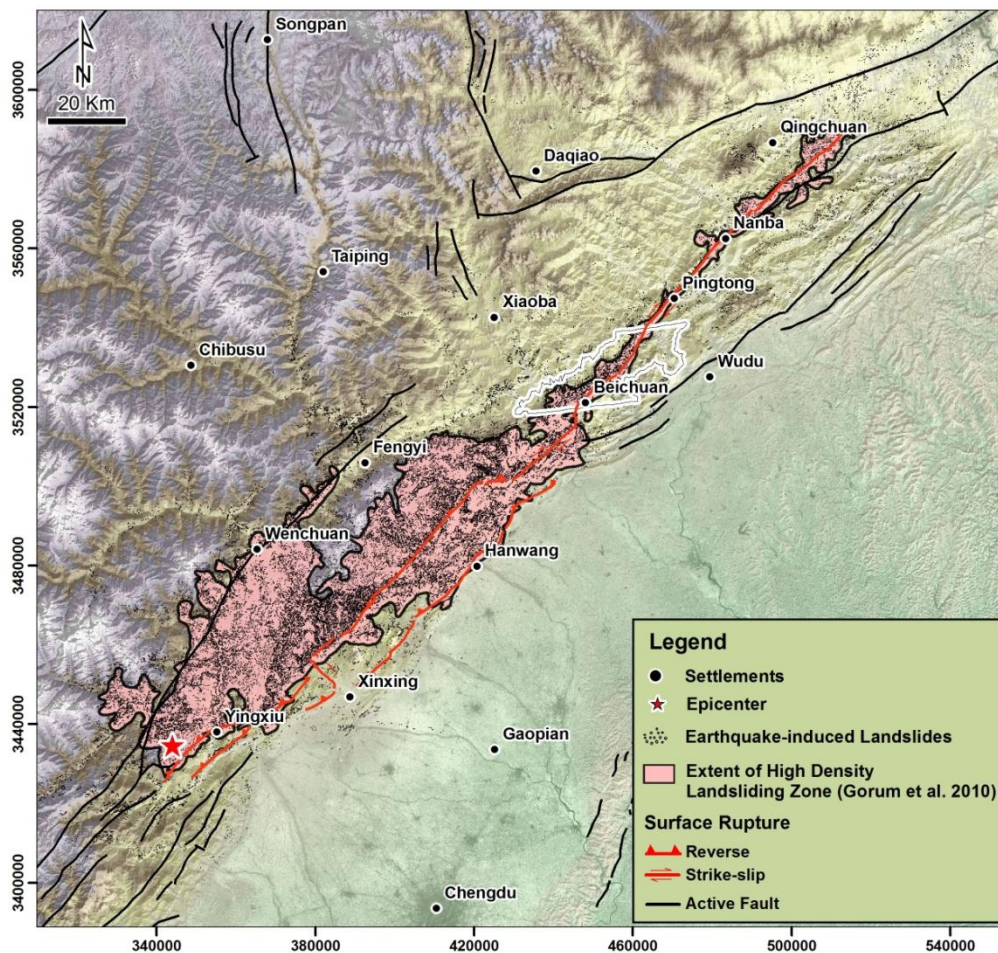 Songpan
20 Km
3600000
Qingchuan
Daqiao
Nanba
3560000
Taiping
Pingtong
Xiaoba
Chibusu
Wudu
Beichuan
3520000
Fengyi
Wenchuan
Hanwang
3480000
Xinxing
Yingxiu
3440000
Gaopian
Chengdu
3400000
Legend
Settlements
Epicenter
Earthquake-induced Landslides
Extent of High Density
Landsliding Zone (Gorum et al. 2010)
Surface Rupture
Reverse
Strike-slip
Active Fault
340000 380000 420000 460000 500000 540000